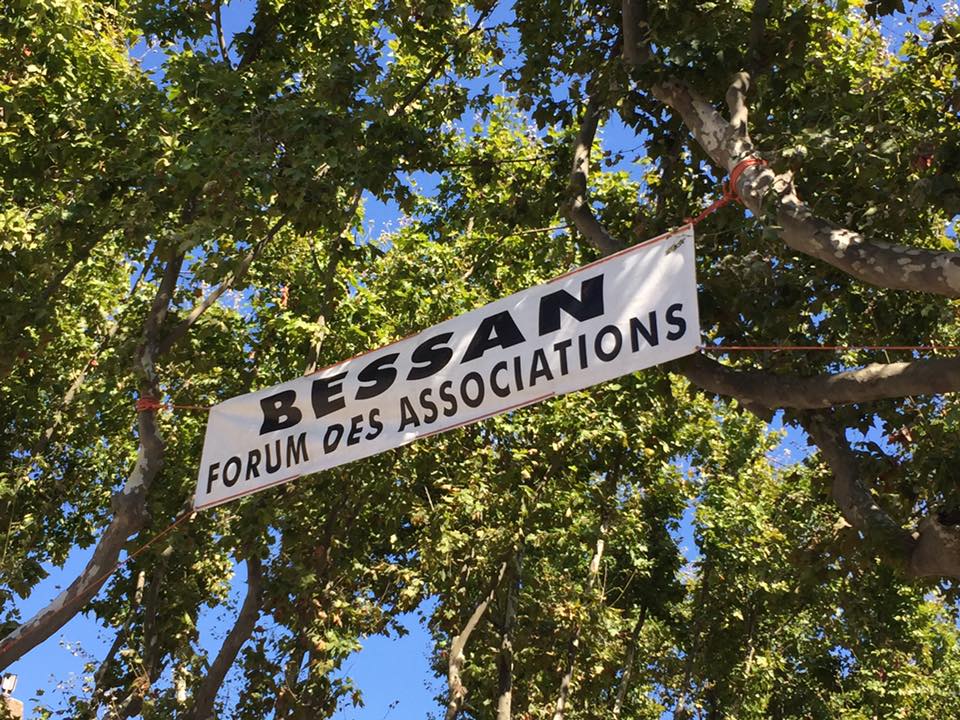 BESSAN
FORUM DES ASSOCIATIONS